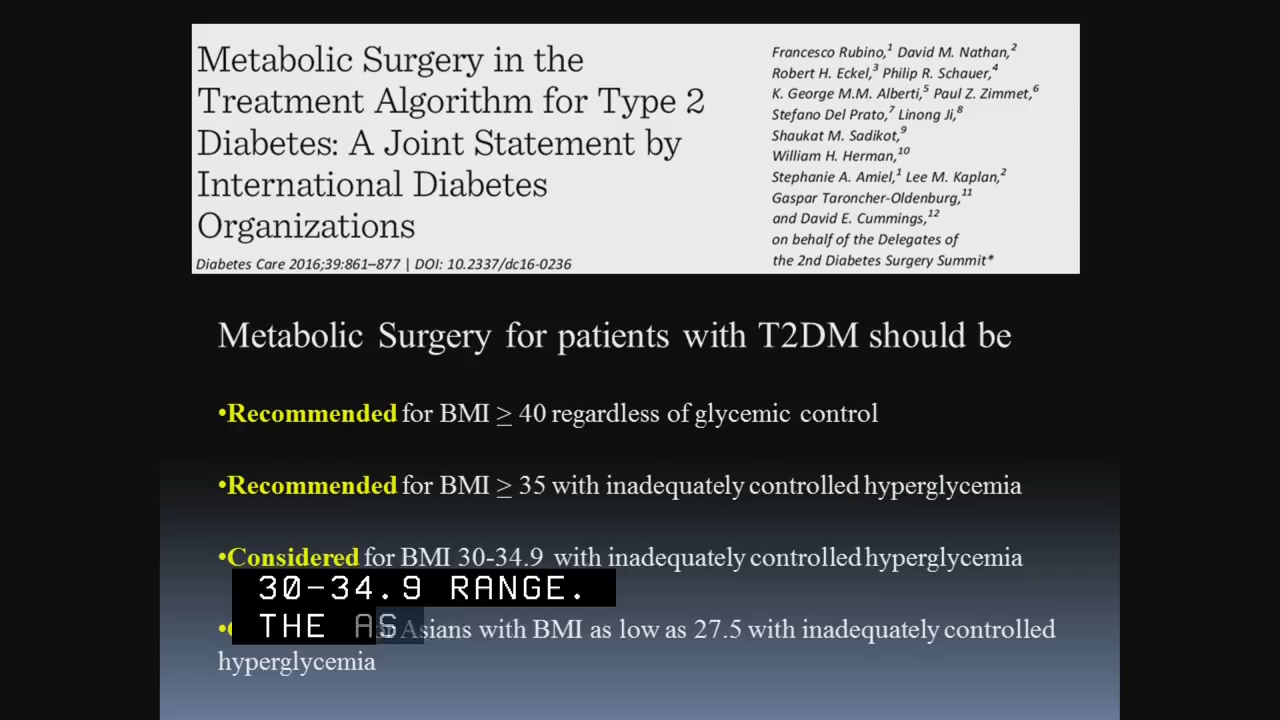 Metabolic Surgery in the
Treatment Algorithm for Type 2
Diabetes: A Joint Statement by
International Diabetes
Organizations
Diabetes Care 2016;39:861–877 | DOI: 10.2337/dc16-0236
Francesco Rubino,1 David M. Nathan,2
Robert H. Eckel,3 Philip R. Schauer,4
K. George M.M. Alberti,5 Paul Z. Zimmet,6
Stefano Del Prato,7 Linong Ji,8
Shaukat M. Sadikot,9
William H. Herman,10
Stephanie A. Amiel,1 Lee M. Kaplan,2
Gaspar Taroncher-Oldenburg,11
and David E. Cummings,12
on behalf of the Delegates of
the 2nd Diabetes Surgery Summit*
Metabolic Surgery for patients with T2DM should be
•Recommended for BMI ≥ 40 regardless of glycemic control
•Recommended for BMI ≥ 35 with inadequately controlled hyperglycemia
•Considered for BMI 30-34.9 with inadequately controlled hyperglycemia
30-34.9 RANGE.
THE AS
• Asians with BMI as low as 27.5 with inadequately controlled
hyperglycemia